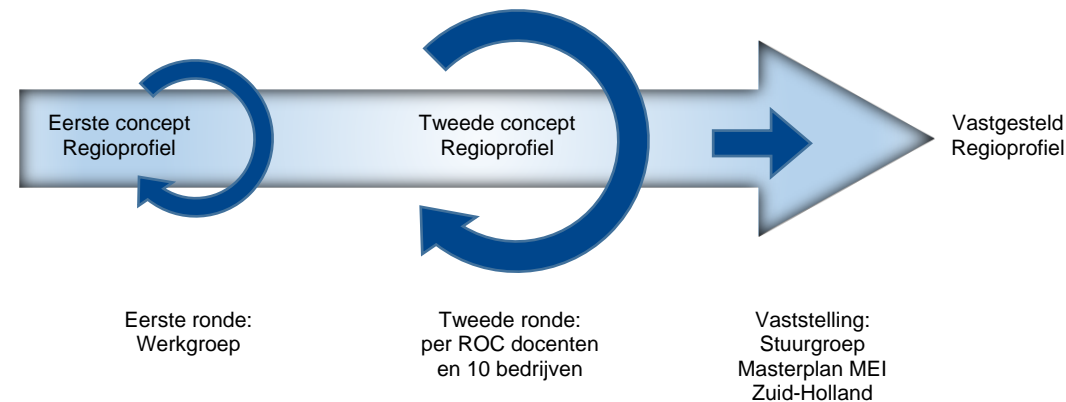 Eerste concept
Regioprofiel
Tweede concept
Regioprofiel
Vastgesteld
Regioprofiel
Eerste ronde:
Werkgroep
Tweede ronde:
per ROC docenten
en 10 bedrijven
Vaststelling:
Stuurgroep
Masterplan MEI
Zuid-Holland